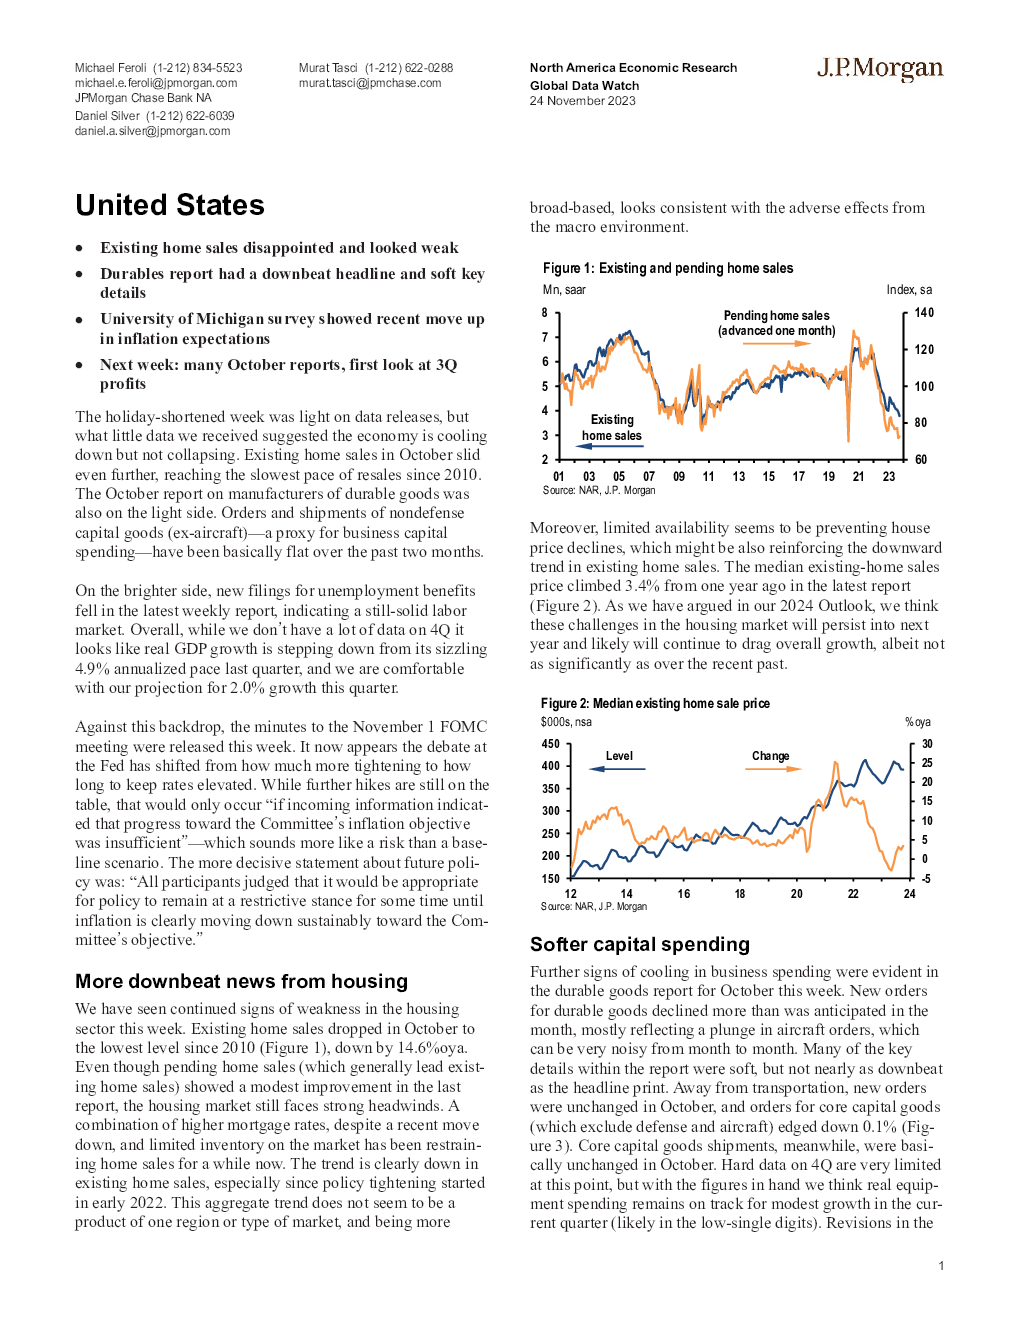 Michael Feroli (1-212) 834-5523
michael.e.feroli@jpmorgan.com
JPMorgan Chase Bank NA
Daniel Silver (1-212) 622-6039
daniel.a.silver@jpmorgan.com
Murat Tasci (1-212) 622-0288
murat.tasci@jpmchase.com
North America Economic Research
Global Data Watch
24 November 2023
J.P.Morgan
United States
• Existing home sales disappointed and looked weak
• Durables report had a downbeat headline and soft key
details
• University of Michigan survey showed recent move up
in inflation expectations
• Next week: many October reports, first look at 3Q
profits
The holiday-shortened week was light on data releases, but
what little data we received suggested the economy is cooling
down but not collapsing. Existing home sales in October slid
even further, reaching the slowest pace of resales since 2010.
The October report on manufacturers of durable goods was
also on the light side. Orders and shipments of nondefense
capital goods (ex-aircraft)—a proxy for business capital
spending—have been basically flat over the past two months.
On the brighter side, new filings for unemployment benefits
fell in the latest weekly report, indicating a still-solid labor
market. Overall, while we don't have a lot of data on 4Q it
looks like real GDP growth is stepping down from its sizzling
4.9% annualized pace last quarter, and we are comfortable
with our projection for 2.0% growth this quarter.
Against this backdrop, the minutes to the November 1 FOMC
meeting were released this week. It now appears the debate at
the Fed has shifted from how much more tightening to how
long to keep rates elevated. While further hikes are still on the
table, that would only occur “if incoming information indicat-
ed that progress toward the Committee's inflation objective
was insufficient”—which sounds more like a risk than a base-
line scenario. The more decisive statement about future poli-
cy was: “All participants judged that it would be appropriate
for policy to remain at a restrictive stance for some time until
inflation is clearly moving down sustainably toward the Com-
mittee's objective.”
More downbeat news from housing
We have seen continued signs of weakness in the housing
sector this week. Existing home sales dropped in October to
the lowest level since 2010 (Figure 1), down by 14.6%oya.
Even though pending home sales (which generally lead exist-
ing home sales) showed a modest improvement in the last
report, the housing market still faces strong headwinds. A
combination of higher mortgage rates, despite a recent move
down, and limited inventory on the market has been restrain-
ing home sales for a while now. The trend is clearly down in
existing home sales, especially since policy tightening started
in early 2022. This aggregate trend does not seem to be a
product of one region or type of market, and being more
broad-based, looks consistent with the adverse effects from
the macro environment.
Figure 1: Existing and pending home sales
Mn, saar Index, sa
8 140
7 120
6 100
5 80
4 60
3
2
Pending home sales
(advanced one month)
Existing
home sales
01 03 05 07 09 11 13 15 17 19 21 23
Source: NAR, J.P. Morgan
Moreover, limited availability seems to be preventing house
price declines, which might be also reinforcing the downward
trend in existing home sales. The median existing-home sales
price climbed 3.4% from one year ago in the latest report
(Figure 2). As we have argued in our 2024 Outlook, we think
these challenges in the housing market will persist into next
year and likely will continue to drag overall growth, albeit not
as significantly as over the recent past.
Figure 2: Median existing home sale price
$000s, nsa %oya
450 30
400 25
350 20
300 15
250 10
200 5
150 0
-5
Level Change
12 14 16 18 20 22 24
Source: NAR, J.P. Morgan
Softer capital spending
Further signs of cooling in business spending were evident in
the durable goods report for October this week. New orders
for durable goods declined more than was anticipated in the
month, mostly reflecting a plunge in aircraft orders, which
can be very noisy from month to month. Many of the key
details within the report were soft, but not nearly as downbeat
as the headline print. Away from transportation, new orders
were unchanged in October, and orders for core capital goods
(which exclude defense and aircraft) edged down 0.1% (Fig-
ure 3). Core capital goods shipments, meanwhile, were basi-
cally unchanged in October. Hard data on 4Q are very limited
at this point, but with the figures in hand we think real equip-
ment spending remains on track for modest growth in the cur-
rent quarter (likely in the low-single digits). Revisions in the
1